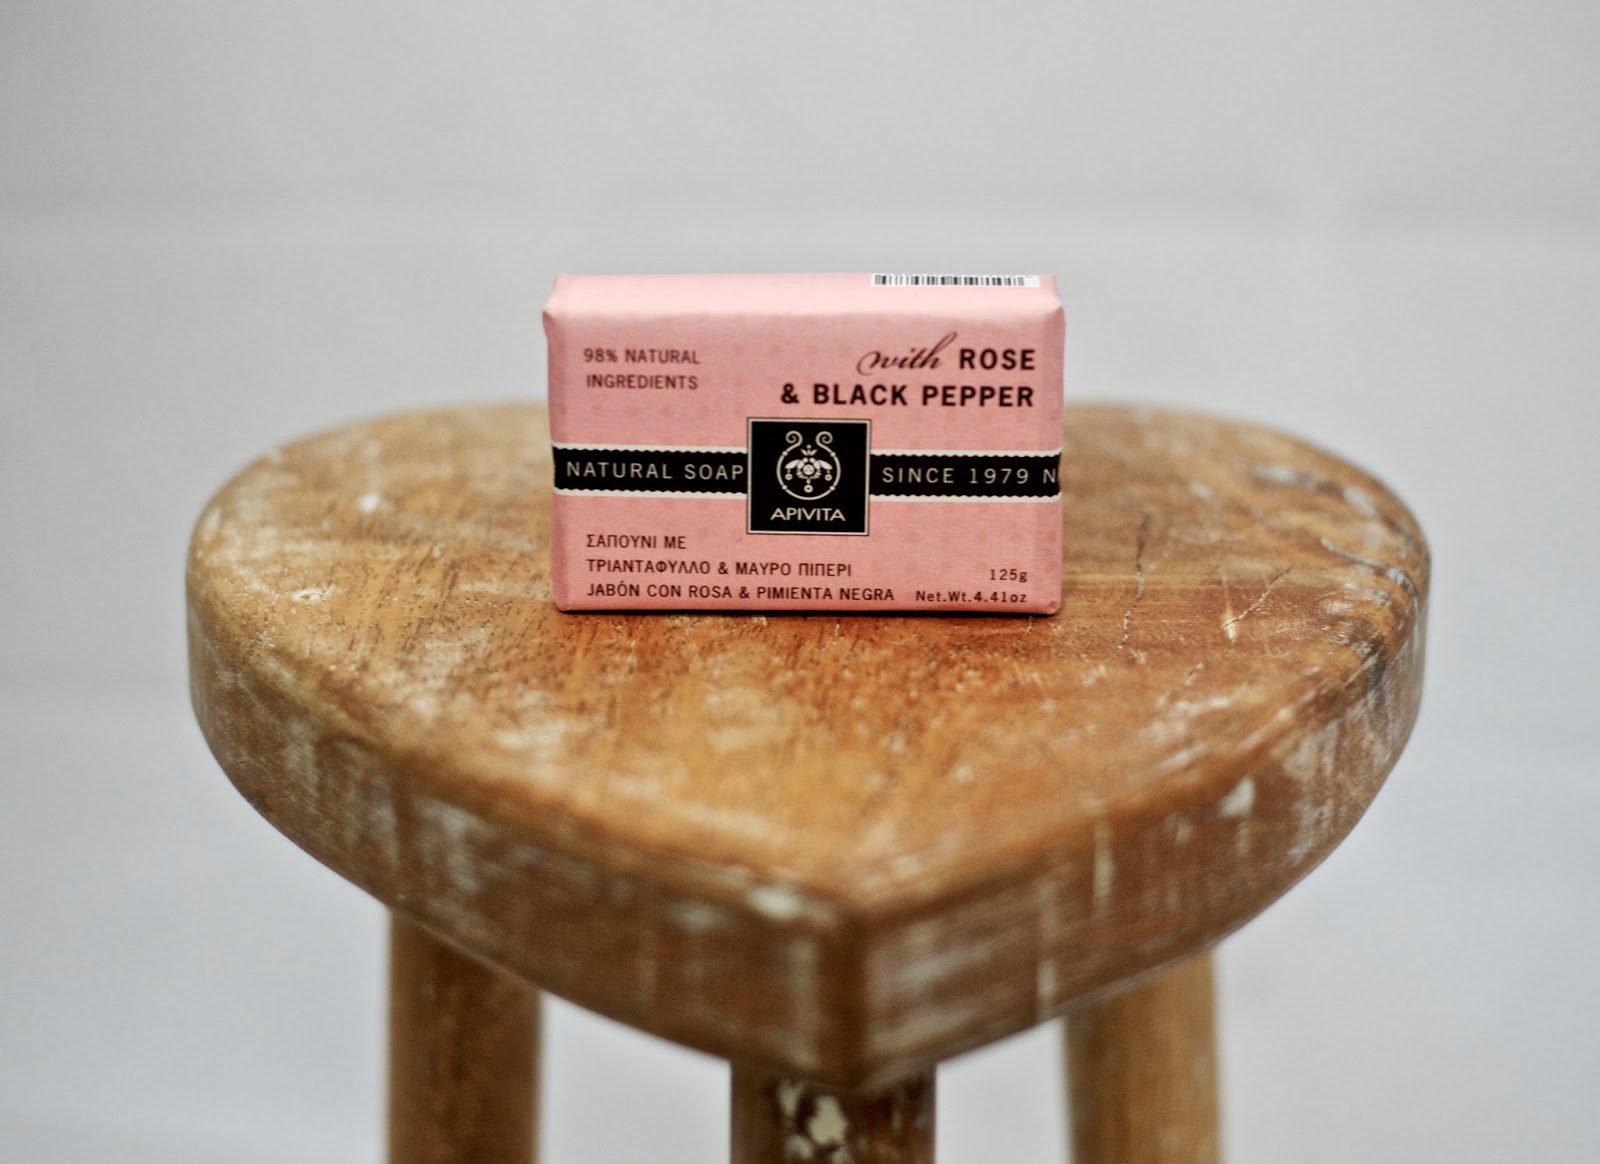 98% NATURAL
INGREDIENTS
with ROSE
& BLACK PEPPER
NATURAL SOAP
APIVITA
SINCE 1979 N
ΣΑΠΟΥΝΙ ΜΕ
ΤΡΙΑΝΤΑΦΥΛΛΟ & ΜΑΥΡΟ ΠΙΠΕΡΙ
JABÓN CON ROSA & PIMIENTA NEGRA
125g
Net.Wt.4.41oz